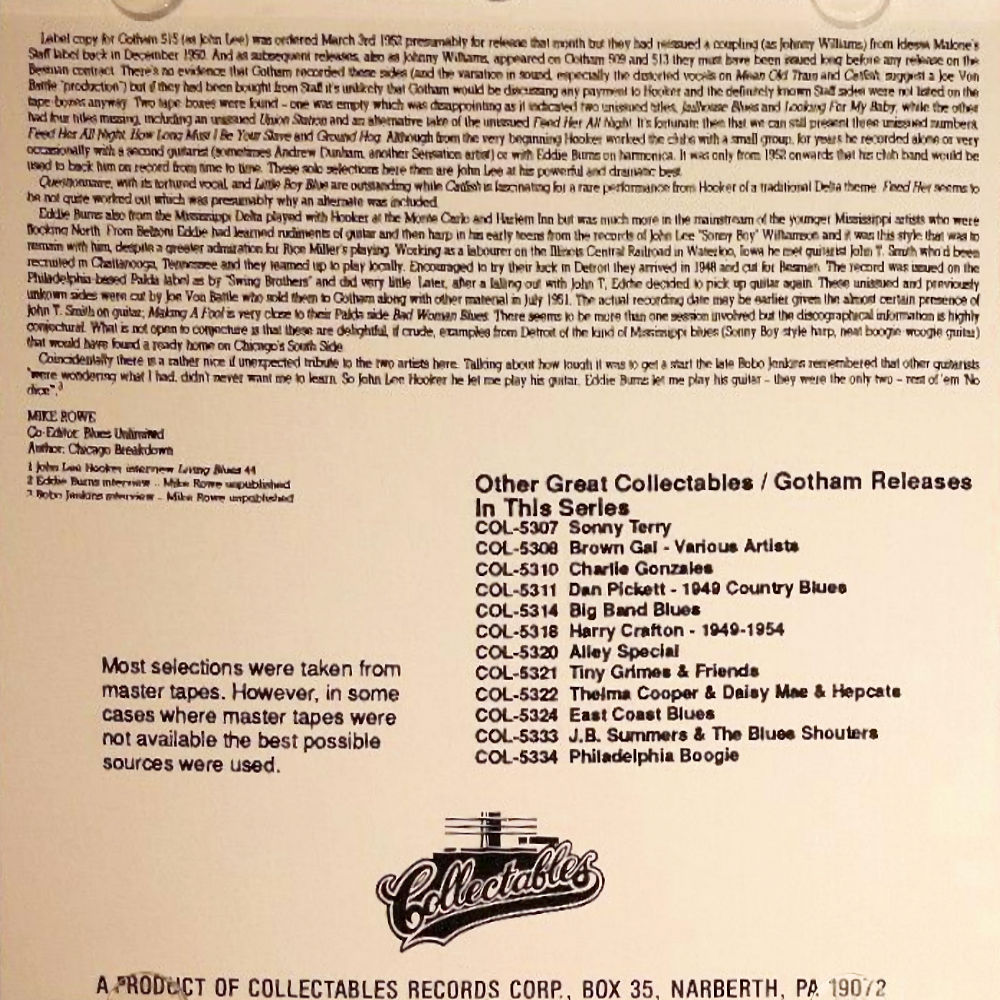 Label copy for Gotham 515 (as John Lee) was ordered March 3rd 1952 presumably for release that month but they had reissued a coupling (as Johnny Williams) from Idessa Malone's
Staff label back in December 1950. And as subsequent releases, also as Johnny Williams, appeared on Gotham 509 and 513 they must have been issued long before any release on the
Besman contract. There's no evidence that Gotham recorded these sides (and the variation in sound, especially the distorted vocals on Mean Old Train and Catfish suggest a Joe Von
Battle "production") but if they had been bought from Staff it's unlikely that Gotham would be discussing any payment to Hooker and the definitely known Staff sides were not listed on the
tape boxes anyway. Two tape boxes were found - one was empty which was disappointing as it indicated two unissued titles, Jailhouse Blues and Looking For My Baby, while the other
had four titles missing, including an unissued Union Station and an alternative take of the unissued Feed Her All Night. It's fortunate then that we can still present three unissued numbers,
Feed Her All Night, How Long Must I Be Your Slave and Ground Hog. Although from the very beginning Hooker worked the clubs with a small group, for years he recorded alone or very
occasionally with a second guitarist (sometimes Andrew Dunham, another Sensation artist) or with Eddie Burns on harmonica. It was only from 1952 onwards that his club band would be
used to back him on record from time to time. These solo selections here then are John Lee at his powerful and dramatic best.
Questionnaire, with its tortured vocal, and Little Boy Blue are outstanding while Catfish is fascinating for a rare performance from Hooker of a traditional Delta theme. Feed Her seems to
be not quite worked out which was presumably why an alternate was included.
Eddie Burns also from the Mississippi Delta played with Hooker at the Monte Carlo and Harlem Inn but was much more in the mainstream of the younger Mississippi artists who were
flocking North. From Belzoni Eddie had learned rudiments of guitar and then harp in his early teens from the records of John Lee "Sonny Boy" Williamson and it was this style that was to
remain with him, despite a greater admiration for Rice Miller's playing. Working as a labourer on the Illinois Central Railroad in Waterloo, Iowa he met guitarist John T. Smith who'd been
recruited in Chattanooga, Tennessee and they teamed up to play locally. Encouraged to try their luck in Detroit they arrived in 1948 and cut for Besman. The record was issued on the
Philadelphia-based Palda label as by "Swing Brothers" and did very little. Later, after a falling out with John T, Eddie decided to pick up guitar again. These unissued and previously
unkown sides were cut by Joe Von Battle who sold them to Gotham along with other material in July 1951. The actual recording date may be earlier given the almost certain presence of
John T. Smith on guitar; Making A Fool is very close to their Palda side Bad Woman Blues. There seems to be more than one session involved but the discographical information is highly
conjectural. What is not open to conjecture is that these are delightful, if crude, examples from Detroit of the kind of Mississippi blues (Sonny Boy style harp, neat boogie woogie guitar)
that would have found a ready home on Chicago's South Side.
Coincidentally there is a rather nice if unexpected tribute to the two artists here. Talking about how tough it was to get a start the late Bobo Jenkins remembered that other guitarists
"were wondering what I had, didn't never want me to learn. So John Lee Hooker he let me play his guitar, Eddie Burns let me play his guitar - they were the only two - rest of 'em 'No
dice'".³
MIKE ROWE
Co-Editor: Blues Unlimited
Author: Chicago Breakdown
1 John Lee Hooker interview Living Blues 44
2 Eddie Burns interview - Mike Rowe unpublished
3 Bobo Jenkins interview - Mike Rowe unpublished
Other Great Collectables / Gotham Releases
In This Series
COL-5307 Sonny Terry
COL-5308 Brown Gal - Various Artists
COL-5310 Charlie Gonzales
COL-5311 Dan Pickett - 1949 Country Blues
COL-5314 Big Band Blues
COL-5318 Harry Crafton - 1949-1954
COL-5320 Alley Special
COL-5321 Tiny Grimes & Friends
COL-5322 Thelma Cooper & Daisy Mae & Hepcats
COL-5324 East Coast Blues
COL-5333 J.B. Summers & The Blues Shouters
COL-5334 Philadelphia Boogie
Most selections were taken from
master tapes. However, in some
cases where master tapes were
not available the best possible
sources were used.
Collectables
A PRODUCT OF COLLECTABLES RECORDS CORP., BOX 35, NARBERTH, PA 19072